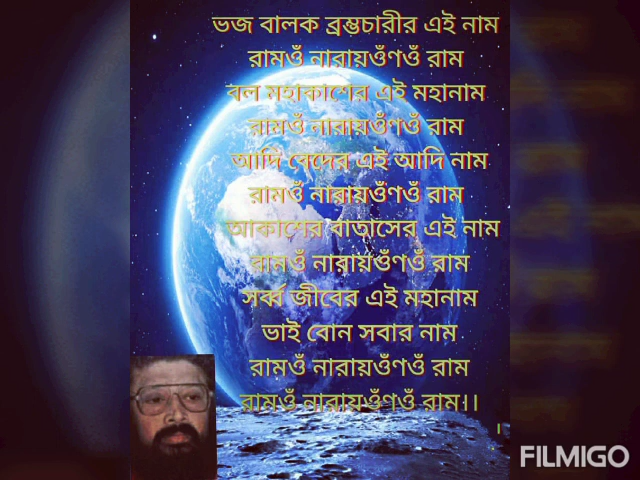 ভজ বালক ব্রম্ভচারীর এই নাম
রামওঁ নারায়ওঁণওঁ রাম
বল মহাকাশের এই মহানাম
রামওঁ নারায়ওঁণওঁ রাম
আদি বেদের এই আদি নাম
রামওঁ নারায়ওঁণওঁ রাম
আকাশের বাতাসের এই নাম
রামওঁ নারায়ওঁণওঁ রাম
সর্ব্ব জীবের এই মহানাম
ভাই বোন সবার নাম
রামওঁ নারায়ওঁণওঁ রাম
রামওঁ নারায়ওঁণওঁ রাম।।
।
FILMIGO